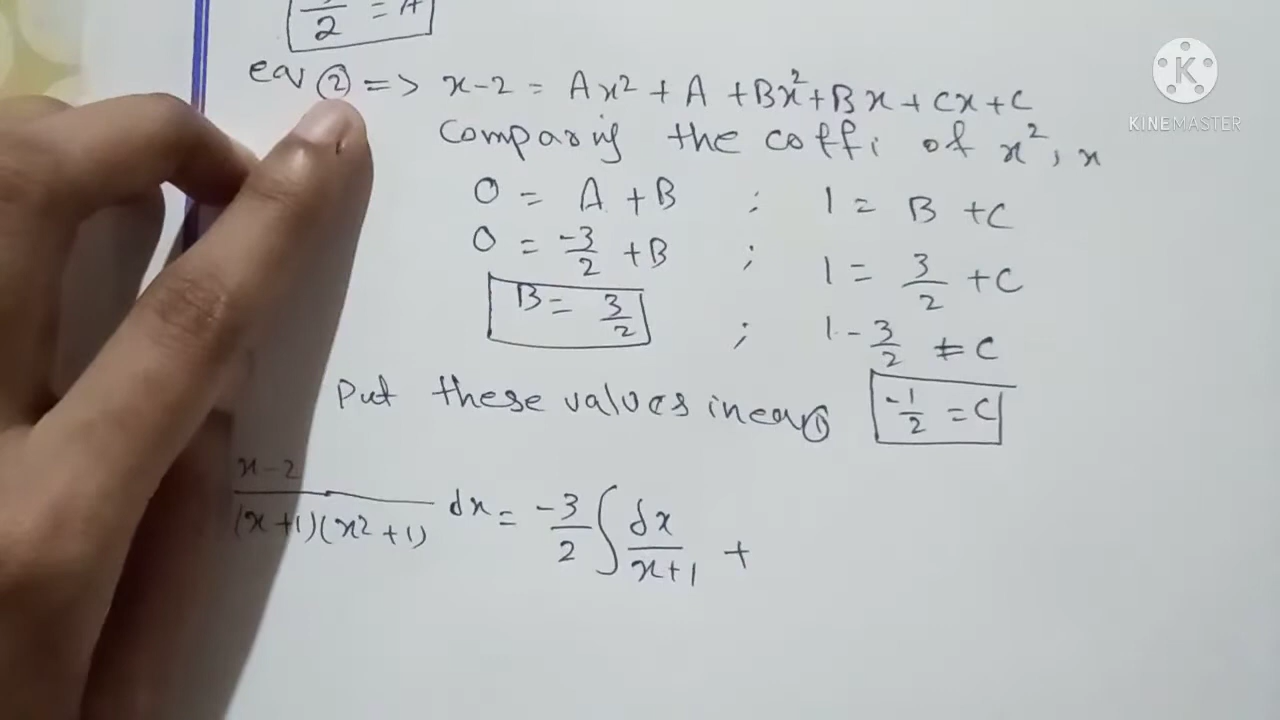 2 = A
eqv ② => x-2 = Ax² + A + Bx² + Bx + Cx + C
Comparing the coffi of x², x
0 = A + B ; 1 = B + C
0 = -3/2 + B ; 1 = 3/2 + C
B = 3/2 ; 1 - 3/2 = C
Put these values in eqv ① -1/2 = C
x-2/(x+1)(x²+1) dx = -3/2 ∫ dx/x+1 +
K
KINEMASTER